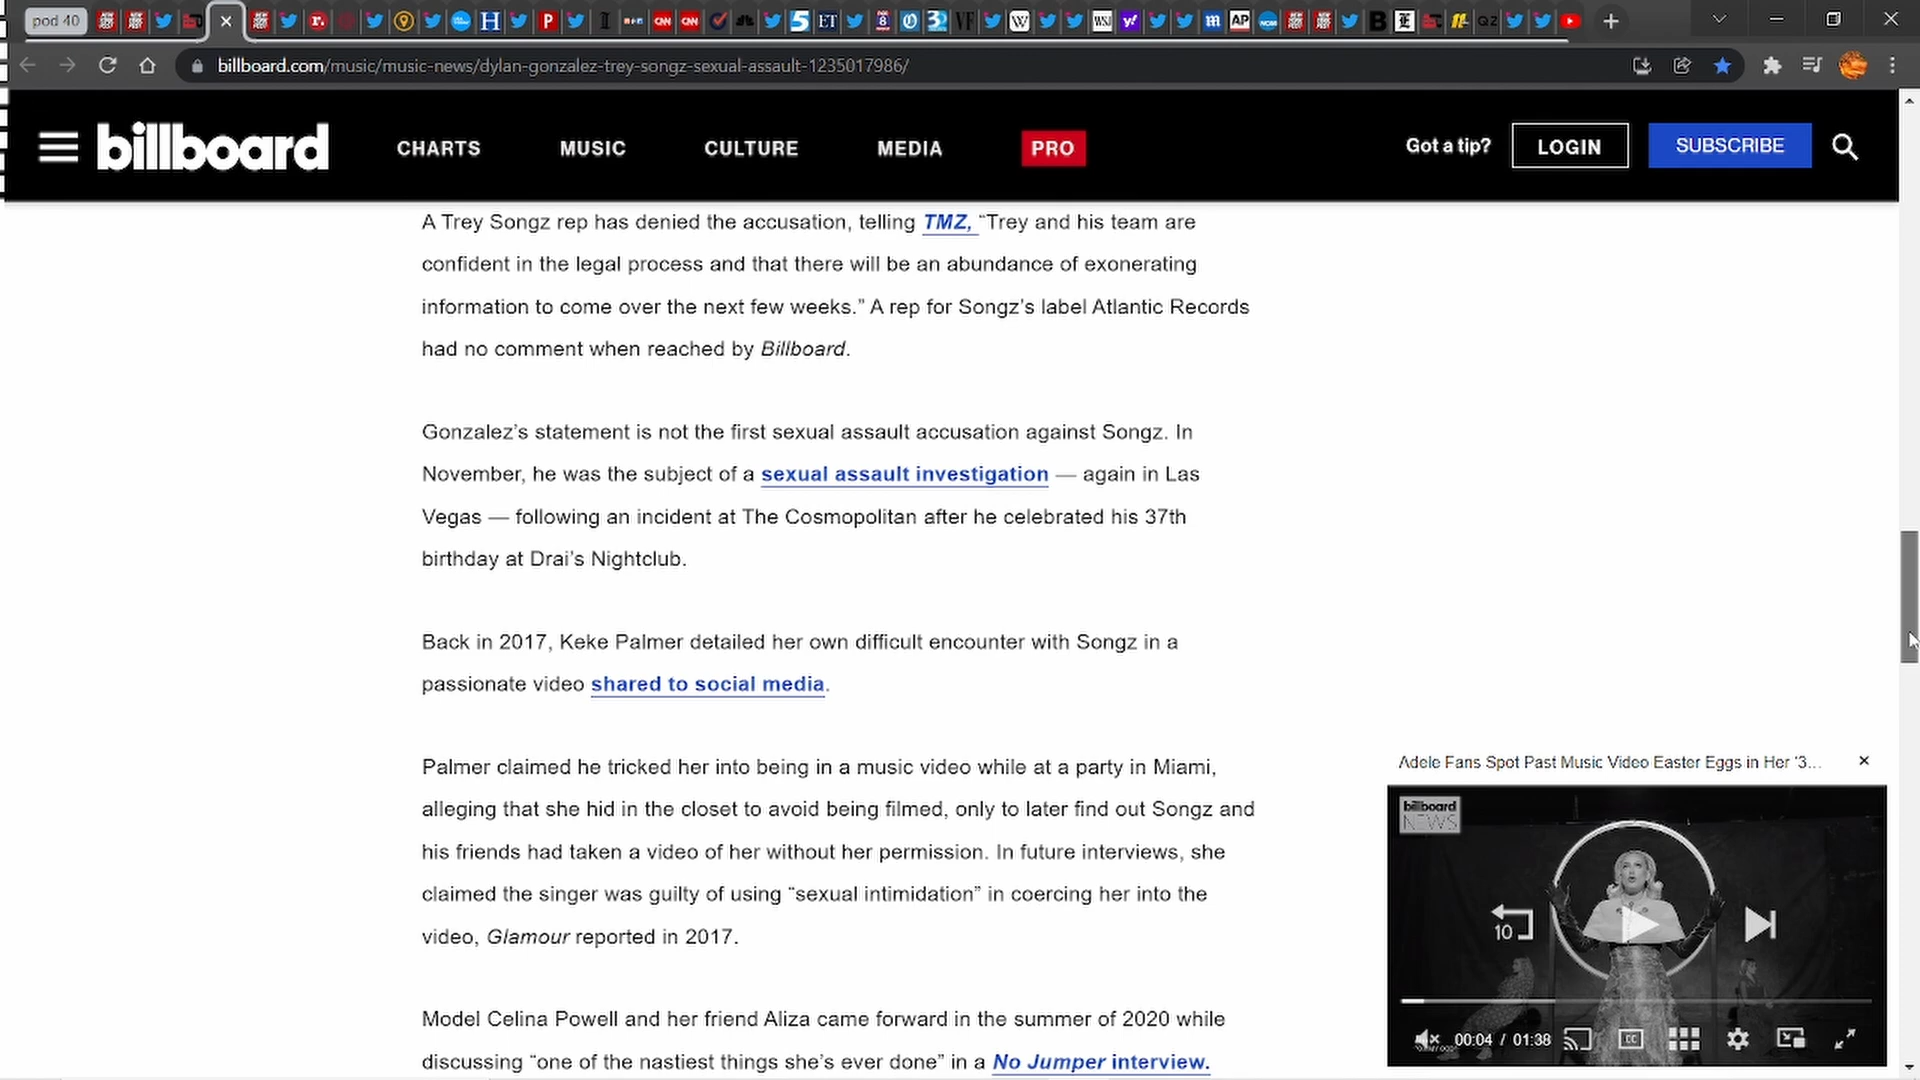 pod 40
billboard.com/music/music-news/dylan-gonzalez-trey-songz-sexual-assault-1235017986/
billboard
CHARTS
MUSIC
CULTURE
MEDIA
PRO
Got a tip?
LOGIN
SUBSCRIBE
A Trey Songz rep has denied the accusation, telling TMZ, “Trey and his team are
confident in the legal process and that there will be an abundance of exonerating
information to come over the next few weeks.” A rep for Songz’s label Atlantic Records
had no comment when reached by Billboard.
Gonzalez’s statement is not the first sexual assault accusation against Songz. In
November, he was the subject of a sexual assault investigation — again in Las
Vegas — following an incident at The Cosmopolitan after he celebrated his 37th
birthday at Drai’s Nightclub.
Back in 2017, Keke Palmer detailed her own difficult encounter with Songz in a
passionate video shared to social media.
Palmer claimed he tricked her into being in a music video while at a party in Miami,
alleging that she hid in the closet to avoid being filmed, only to later find out Songz and
his friends had taken a video of her without her permission. In future interviews, she
claimed the singer was guilty of using “sexual intimidation” in coercing her into the
video, Glamour reported in 2017.
Model Celina Powell and her friend Aliza came forward in the summer of 2020 while
discussing “one of the nastiest things she’s ever done” in a No Jumper interview.
Adele Fans Spot Past Music Video Easter Eggs in Her ‘3...
billboard
NEWS
10
00:04 / 01:38
CC